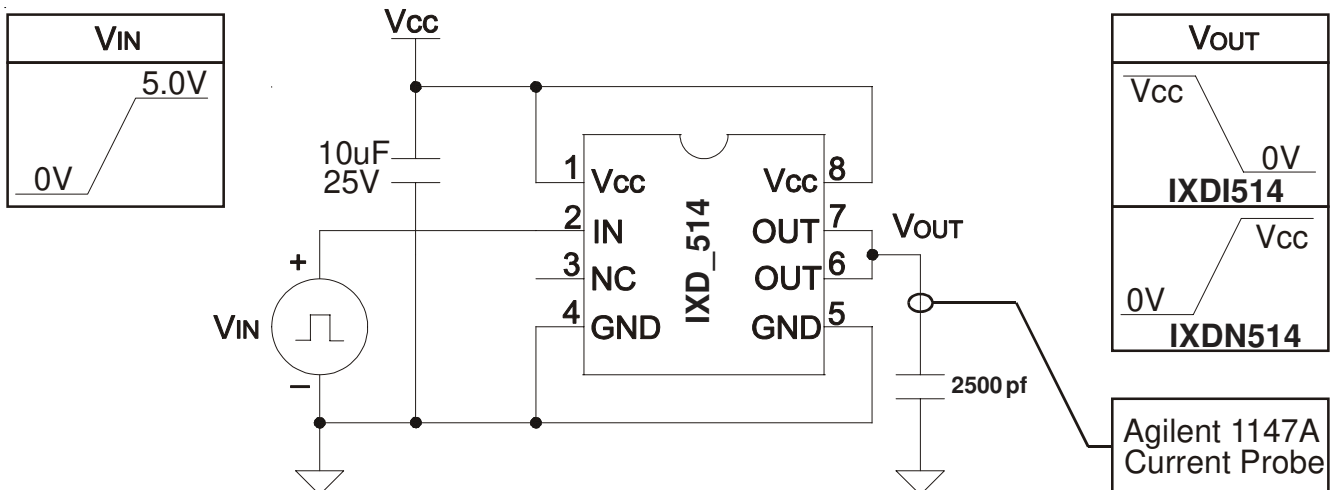 VIN
5.0V
0V
Vcc
10uF
25V
1 Vcc
2 IN
3 NC
4 GND
IXD_514
Vcc 8
OUT 7
OUT 6
GND 5
+
VIN
−
VOUT
2500 pf
VOUT
Vcc
0V
IXDI514
Vcc
0V
IXDN514
Agilent 1147A
Current Probe